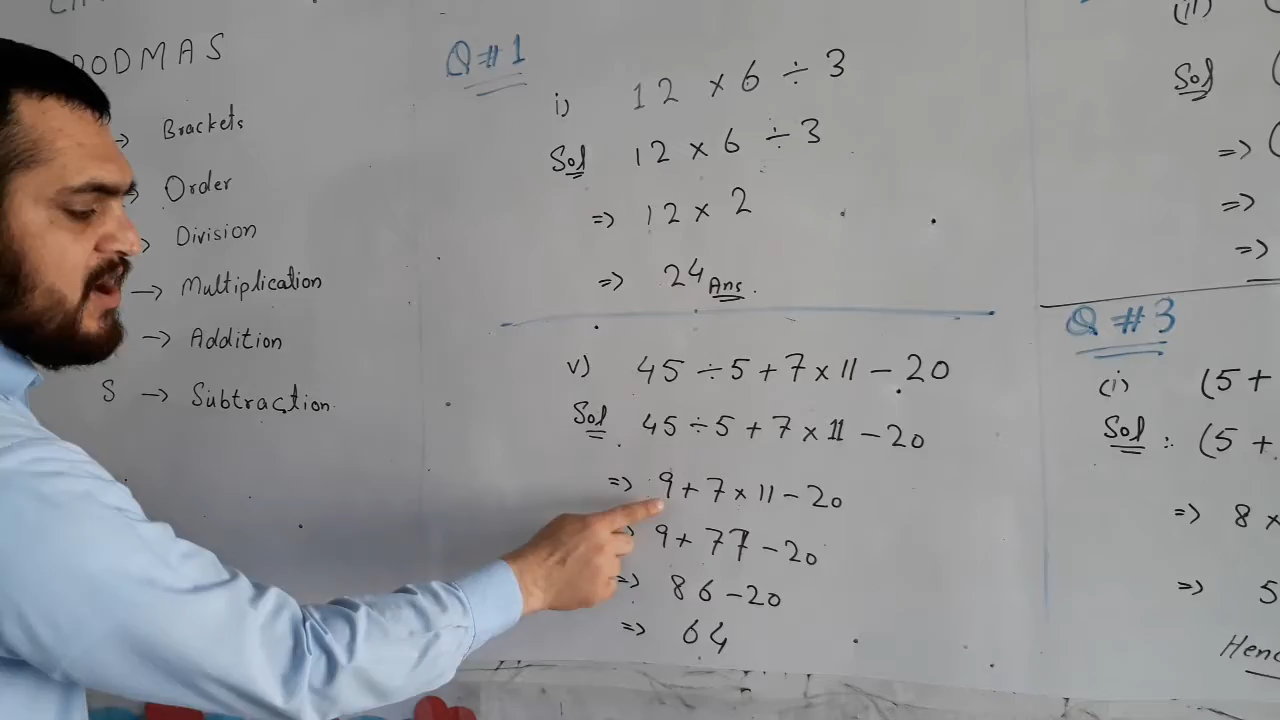 BODMAS
→ Brackets
→ Order
→ Division
→ Multiplication
→ Addition
S → Subtraction
Q#1
i) 12 × 6 ÷ 3
Sol 12 × 6 ÷ 3
⇒ 12 × 2
⇒ 24 Ans.
v) 45 ÷ 5 + 7 × 11 − 20
Sol 45 ÷ 5 + 7 × 11 − 20
⇒ 9 + 7 × 11 − 20
⇒ 9 + 77 − 20
⇒ 86 − 20
⇒ 64
(ii) (
Sol (
⇒ (
⇒
⇒
Q #3
(i) (5 +
Sol : (5 +
⇒ 8 ×
⇒ 5